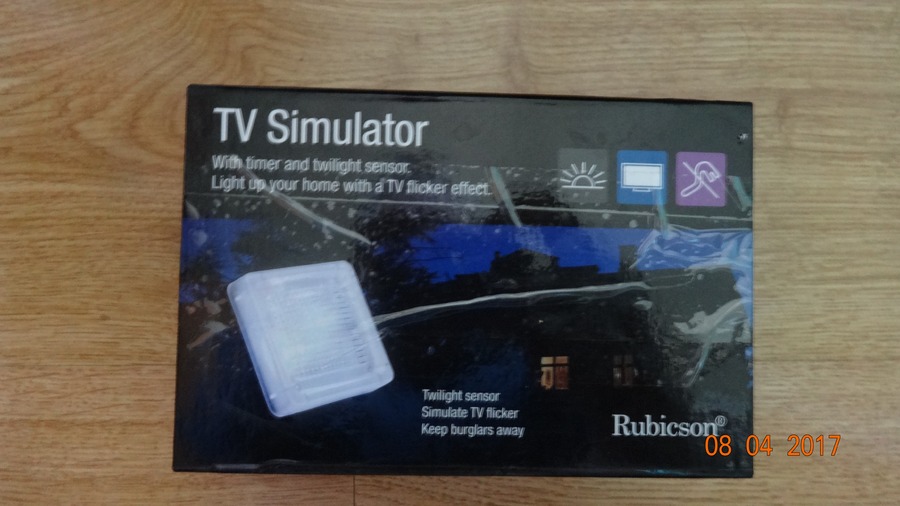 TV Simulator
With timer and twilight sensor.
Light up your home with a TV flicker effect.
Twilight sensor
Simulate TV flicker
Keep burglars away
Rubicson®
08 04 2017